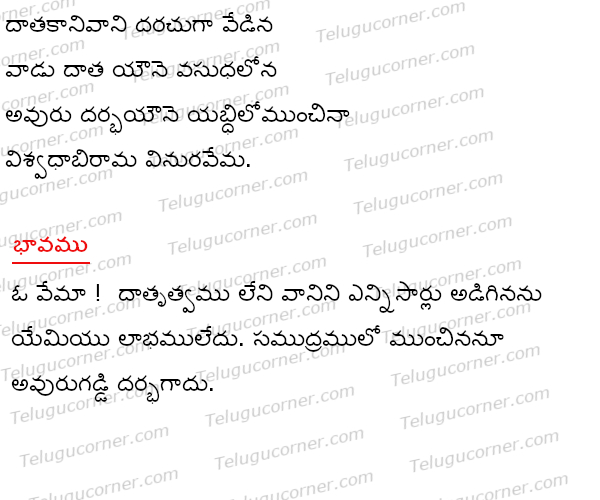 దాతకానివాని దరచుగా వేడిన
వాడు దాత యౌనె వసుధలోన
అవురు దర్భయౌనె యబ్ధిలోముంచినా
విశ్వధాబిరామ వినురవేమ.
భావము
ఓ వేమా ! దాతృత్వము లేని వానిని ఎన్నిసార్లు అడిగినను
యేమియు లాభములేదు. సముద్రములో ముంచిననూ
అవురుగడ్డి దర్భగాదు.
Telugucorner.com